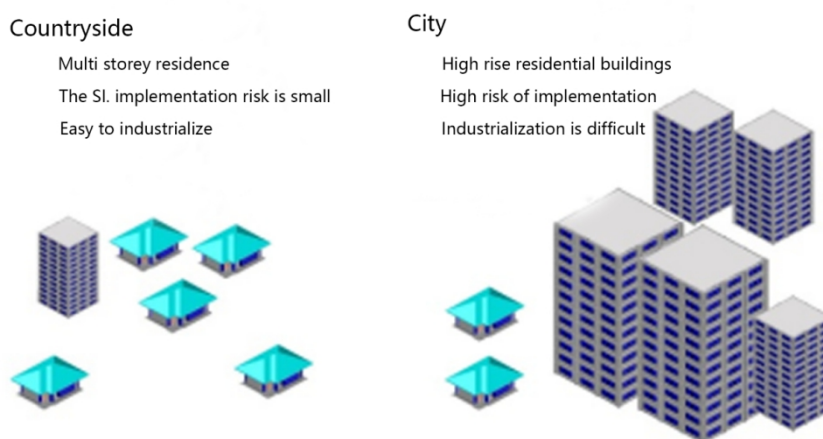 Countryside
Multi storey residence
The SI. implementation risk is small
Easy to industrialize
City
High rise residential buildings
High risk of implementation
Industrialization is difficult